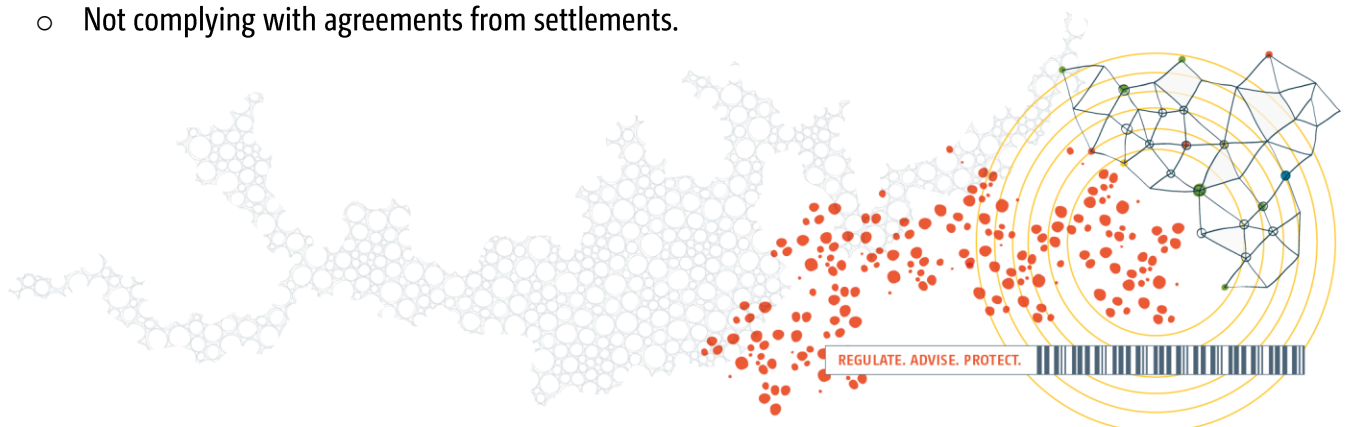 ○ Not complying with agreements from settlements.
REGULATE. ADVISE. PROTECT.